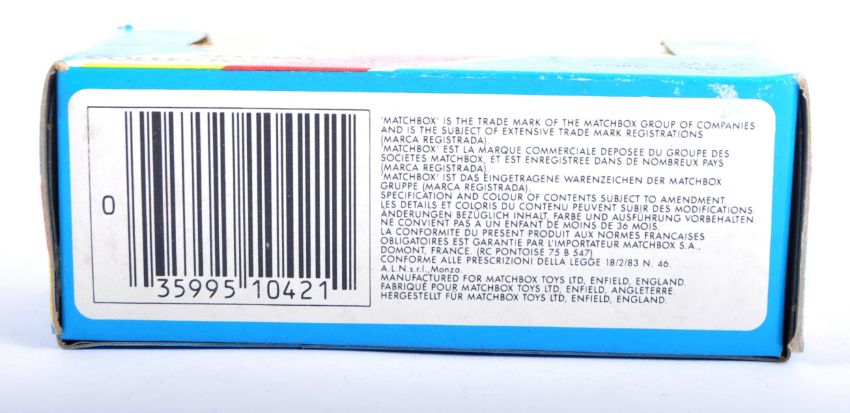 0
35995 10421
'MATCHBOX' IS THE TRADE MARK OF THE MATCHBOX GROUP OF COMPANIES
AND IS THE SUBJECT OF EXTENSIVE TRADE MARK REGISTRATIONS
(MARCA REGISTRADA).
'MATCHBOX' EST LA MARQUE COMMERCIALE DEPOSEE DU GROUPE DES
SOCIETES MATCHBOX, ET EST ENREGISTREE DANS DE NOMBREUX PAYS
(MARCA REGISTRADA).
'MATCHBOX' IST DAS EINGETRAGENE WARENZEICHEN DER MATCHBOX
GRUPPE (MARCA REGISTRADA).
SPECIFICATION AND COLOUR OF CONTENTS SUBJECT TO AMENDMENT.
LES DETAILS ET COLORIS DU CONTENU PEUVENT SUBIR DES MODIFICATIONS.
ÄNDERUNGEN BEZÜGLICH INHALT, FARBE UND AUSFÜHRUNG VORBEHALTEN.
NE CONVIENT PAS A UN ENFANT DE MOINS DE 36 MOIS.
LA CONFORMITE DU PRESENT PRODUIT AUX NORMES FRANÇAISES
OBLIGATOIRES EST GARANTIE PAR L'IMPORTATEUR MATCHBOX S.A.,
DOMONT, FRANCE. (RC PONTOISE 75 B 547)
CONFORME ALLE PRESCRIZIONI DELLA LEGGE 18/2/83 N. 46.
A.L.N s.r.l., Monza.
MANUFACTURED FOR MATCHBOX TOYS LTD, ENFIELD, ENGLAND.
FABRIQUÉ POUR MATCHBOX TOYS LTD, ENFIELD, ANGLETERRE.
HERGESTELLT FÜR MATCHBOX TOYS LTD, ENFIELD, ENGLAND.